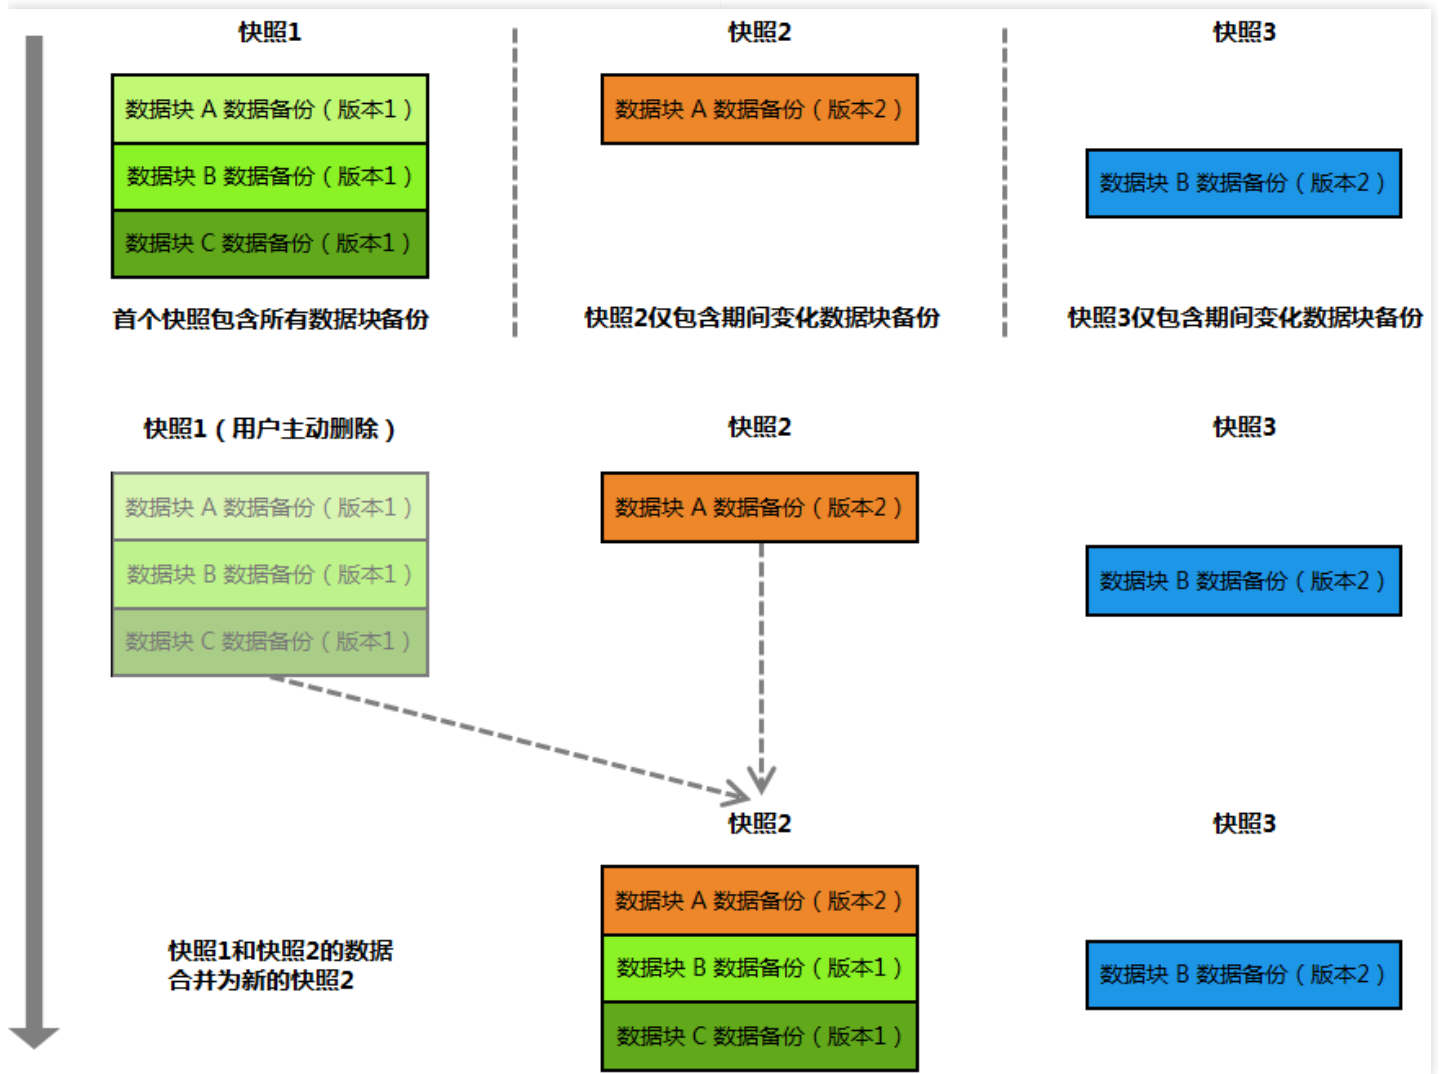 快照1
快照2
快照3
数据块 A 数据备份（版本1）
数据块 A 数据备份（版本2）
数据块 B 数据备份（版本1）
数据块 B 数据备份（版本2）
数据块 C 数据备份（版本1）
首个快照包含所有数据块备份
快照2仅包含期间变化数据块备份
快照3仅包含期间变化数据块备份
快照1（用户主动删除）
快照2
快照3
数据块 A 数据备份（版本1）
数据块 A 数据备份（版本2）
数据块 B 数据备份（版本1）
数据块 B 数据备份（版本2）
数据块 C 数据备份（版本1）
快照2
快照3
数据块 A 数据备份（版本2）
快照1和快照2的数据
合并为新的快照2
数据块 B 数据备份（版本1）
数据块 B 数据备份（版本2）
数据块 C 数据备份（版本1）